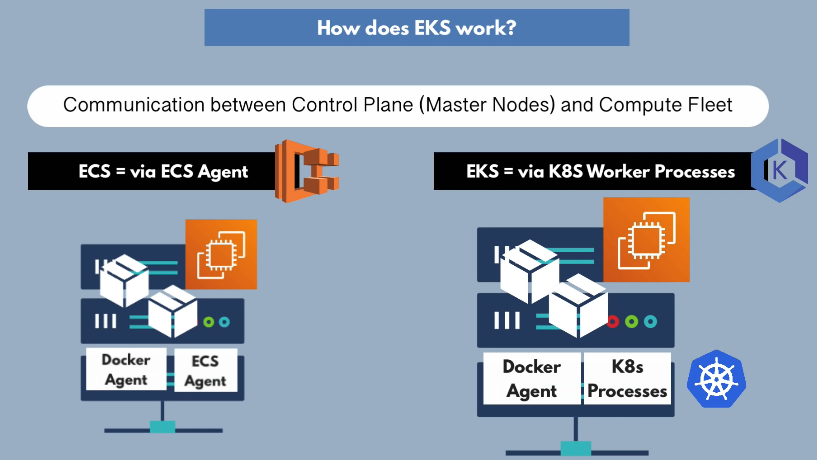 How does EKS work?
Communication between Control Plane (Master Nodes) and Compute Fleet
ECS = via ECS Agent
EKS = via K8S Worker Processes
K
Docker
Agent
ECS
Agent
Docker
Agent
K8s
Processes